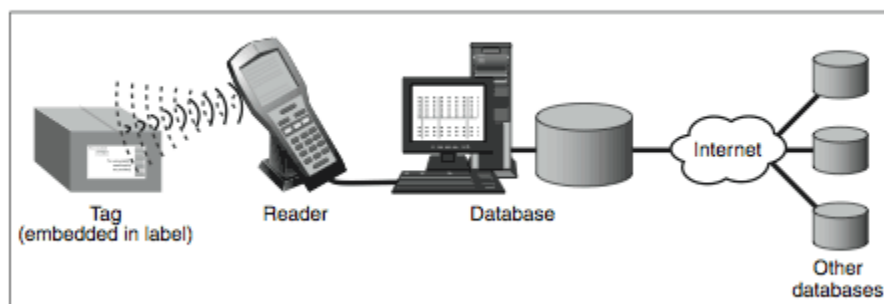 Tag
(embedded in label)
Reader
Database
Internet
Other
databases